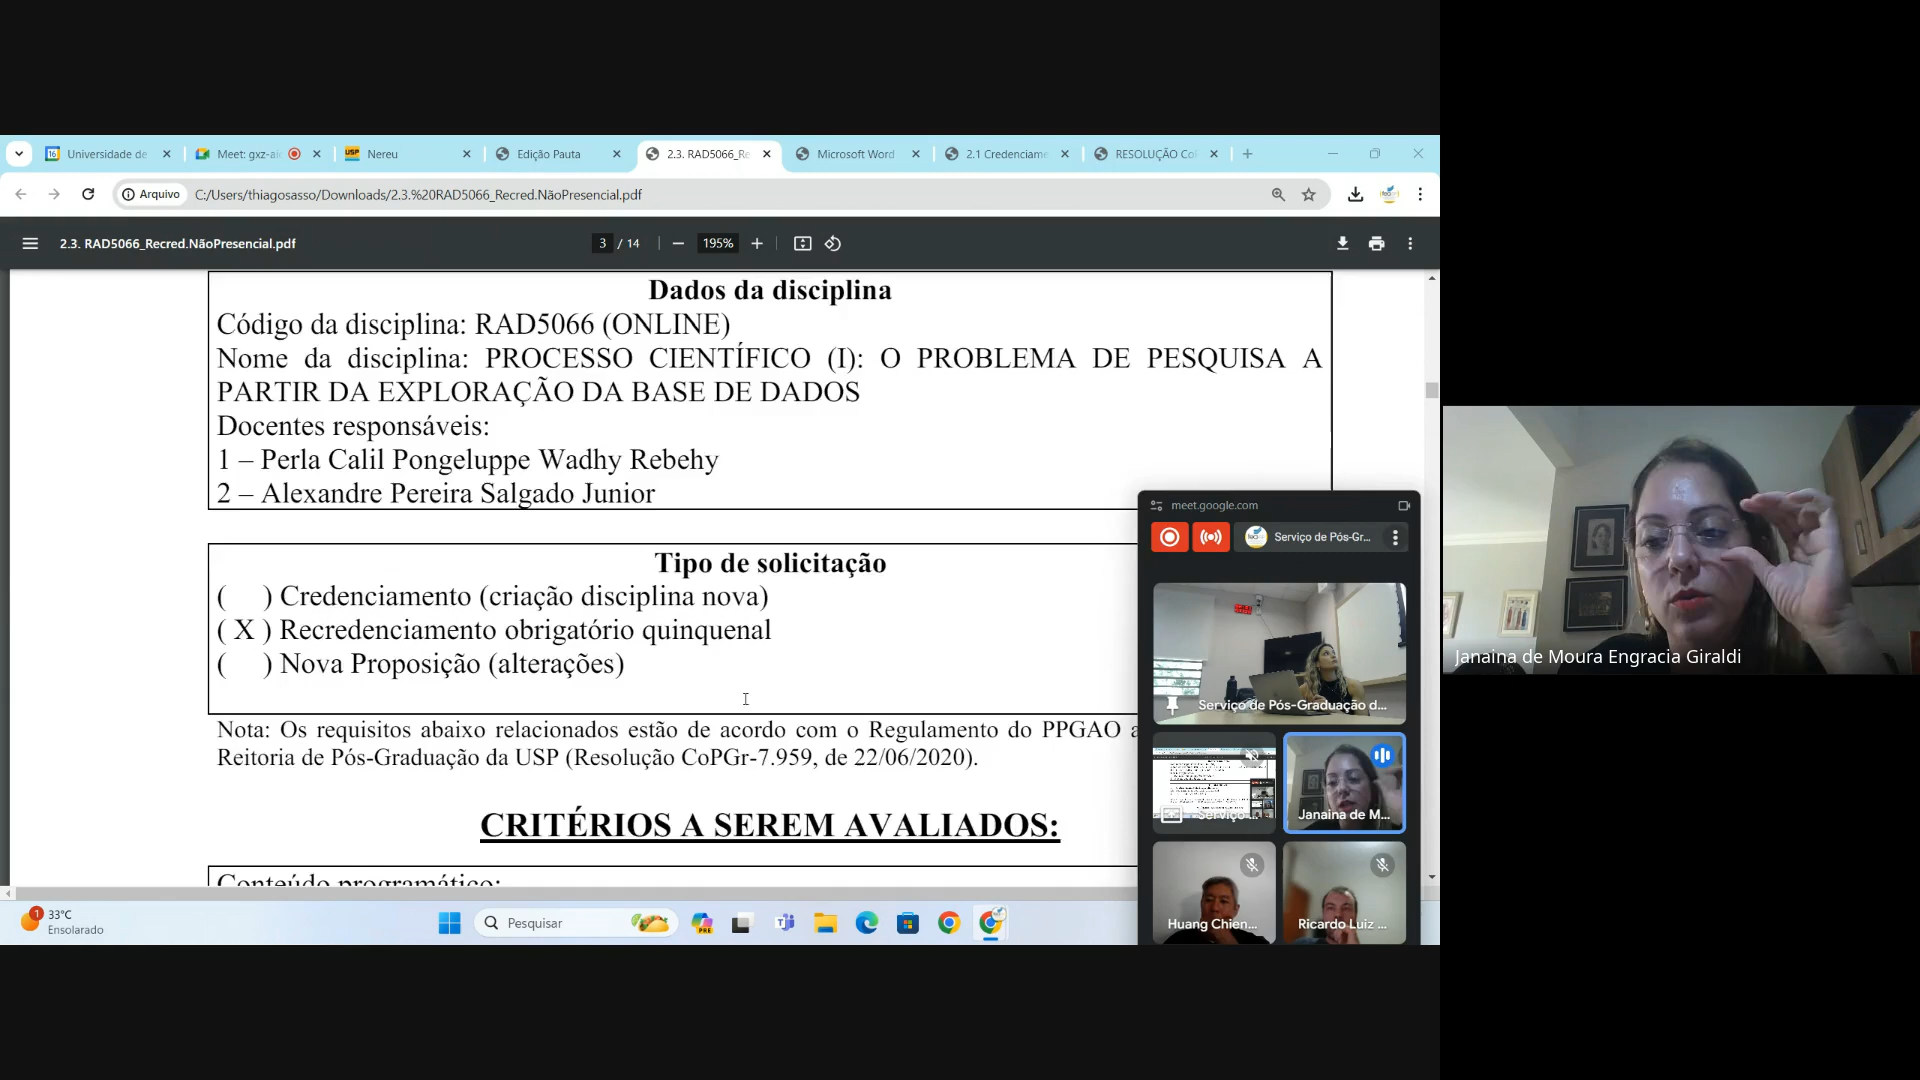 Universidade de
Meet: gxz-aic
Nereu
Edição Pauta
2.3. RAD5066_Re
Microsoft Word
2.1 Credenciame
RESOLUÇÃO Co
Arquivo
C:/Users/thiagosasso/Downloads/2.3.%20RAD5066_Recred.NãoPresencial.pdf
2.3. RAD5066_Recred.NãoPresencial.pdf
3 / 14
195%
Dados da disciplina
Código da disciplina: RAD5066 (ONLINE)
Nome da disciplina: PROCESSO CIENTÍFICO (I): O PROBLEMA DE PESQUISA A
PARTIR DA EXPLORAÇÃO DA BASE DE DADOS
Docentes responsáveis:
1 – Perla Calil Pongeluppe Wadhy Rebehy
2 – Alexandre Pereira Salgado Junior
Tipo de solicitação
( ) Credenciamento (criação disciplina nova)
( X ) Recredenciamento obrigatório quinquenal
( ) Nova Proposição (alterações)
Nota: Os requisitos abaixo relacionados estão de acordo com o Regulamento do PPGAO a
Reitoria de Pós-Graduação da USP (Resolução CoPGr-7.959, de 22/06/2020).
CRITÉRIOS A SEREM AVALIADOS:
Conteúdo programático:
meet.google.com
Serviço de Pós-Gr...
Serviço de Pós-Graduação d...
Serviço ...
Janaina de M...
Huang Chien...
Ricardo Luiz ...
Janaina de Moura Engracia Giraldi
1
33°C
Ensolarado
Pesquisar
PRE